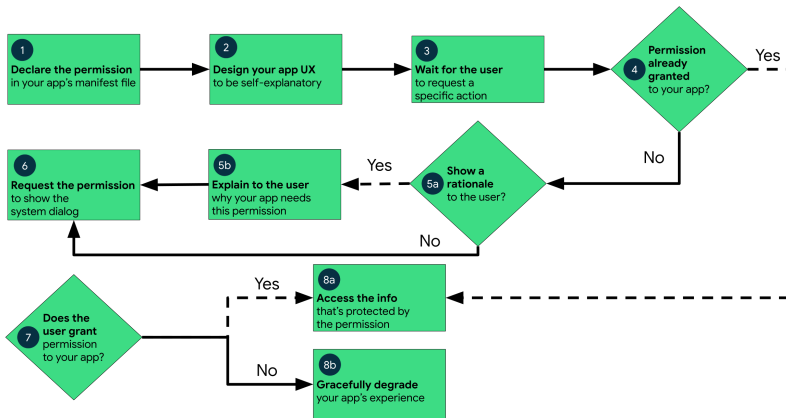 1
Declare the permission
in your app's manifest file
2
Design your app UX
to be self-explanatory
3
Wait for the user
to request a
specific action
4
Permission
already
granted
to your app?
Yes
No
5a
Show a
rationale
to the user?
Yes
5b
Explain to the user
why your app needs
this permission
6
Request the permission
to show the
system dialog
No
7
Does the
user grant
permission
to your app?
Yes
8a
Access the info
that's protected by
the permission
No
8b
Gracefully degrade
your app's experience